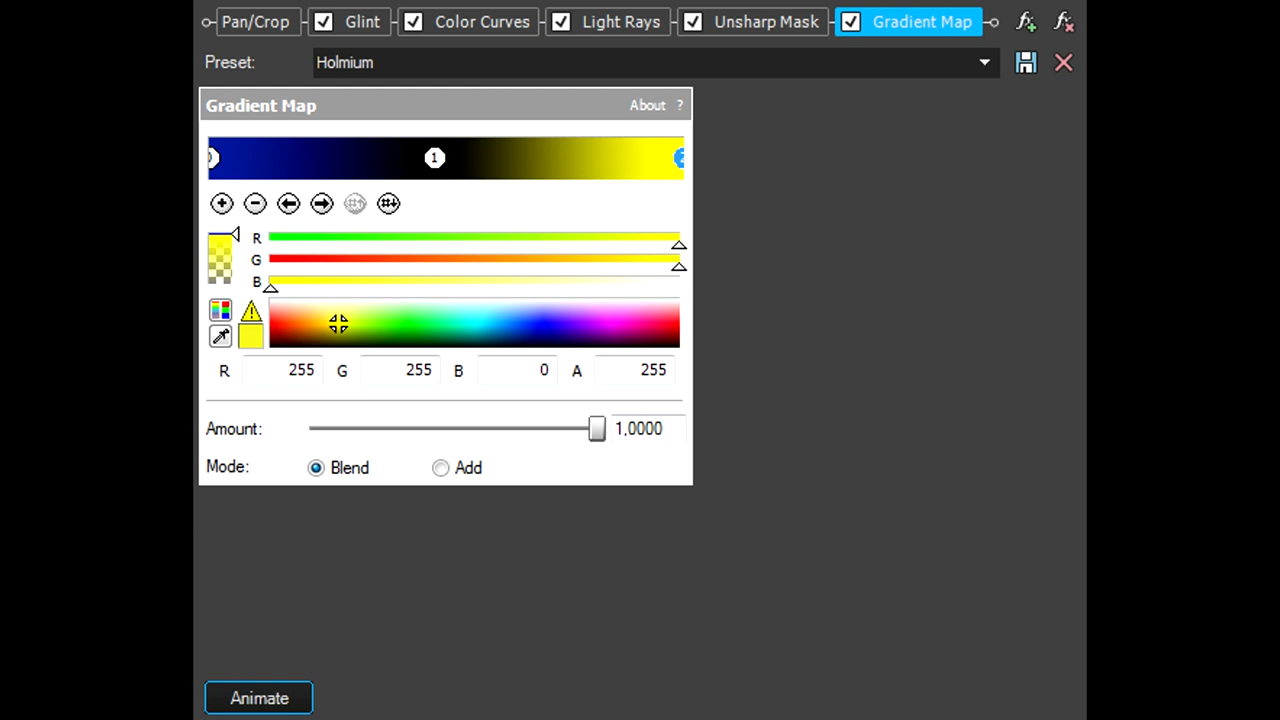 Pan/Crop Glint Color Curves Light Rays Unsharp Mask Gradient Map
Preset: Holmium
Gradient Map About ?
1
R
G
B
R 255 G 255 B 0 A 255
Amount: 1,0000
Mode: Blend Add
Animate